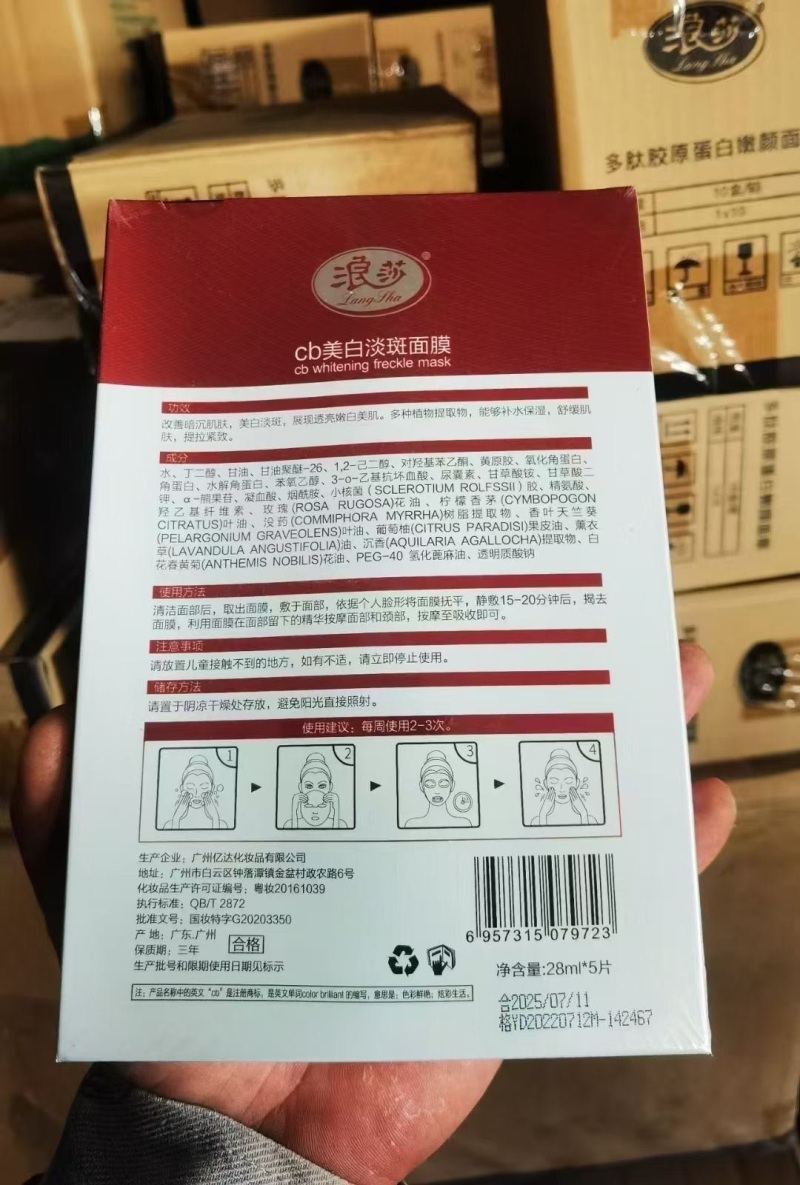 浪莎
Lang Sha
多肽胶原蛋白嫩颜面
10盒/箱
1x10
浪莎®
LangSha
cb美白淡斑面膜
cb whitening freckle mask
功效
改善暗沉肌肤，美白淡斑，展现透亮嫩白美肌。多种植物提取物，能够补水保湿，舒缓肌
肤，提拉紧致。
成分
水、丁二醇、甘油、甘油聚醚-26、1,2-己二醇、对羟基苯乙酮、黄原胶、氧化角蛋白、
角蛋白、水解角蛋白、苯氧乙醇、3-o-乙基抗坏血酸、尿囊素、甘草酸铵、甘草酸二
钾、α-熊果苷、凝血酸、烟酰胺、小核菌（SCLEROTIUM ROLFSSII）胶、精氨酸、
羟乙基纤维素、玫瑰(ROSA RUGOSA)花油、柠檬香茅(CYMBOPOGON
CITRATUS)叶油、没药(COMMIPHORA MYRRHA)树脂提取物、香叶天竺葵
(PELARGONIUM GRAVEOLENS)叶油、葡萄柚(CITRUS PARADISI)果皮油、薰衣
草(LAVANDULA ANGUSTIFOLIA)油、沉香(AQUILARIA AGALLOCHA)提取物、白
花春黄菊(ANTHEMIS NOBILIS)花油、PEG-40 氢化蓖麻油、透明质酸钠
使用方法
清洁面部后，取出面膜，敷于面部，依据个人脸形将面膜抚平，静敷15-20分钟后，揭去
面膜，利用面膜在面部留下的精华按摩面部和颈部，按摩至吸收即可。
注意事项
请放置儿童接触不到的地方，如有不适，请立即停止使用。
储存方法
请置于阴凉干燥处存放，避免阳光直接照射。
使用建议：每周使用2-3次。
1
2
3
4
生产企业：广州亿达化妆品有限公司
地址：广州市白云区钟落潭镇金盆村政农路6号
化妆品生产许可证编号：粤妆20161039
执行标准：QB/T 2872
批准文号：国妆特字G20203350
产 地：广东.广州
保质期：三年 合格
生产批号和限期使用日期见标示
注：产品名称中的英文“cb”是注册商标，是英文单词color briliant 的缩写，意思是：色彩鲜艳；炫彩生活。
6 957315 079723
净含量:28ml*5片
合2025/07/11
格YD20220712M-142467